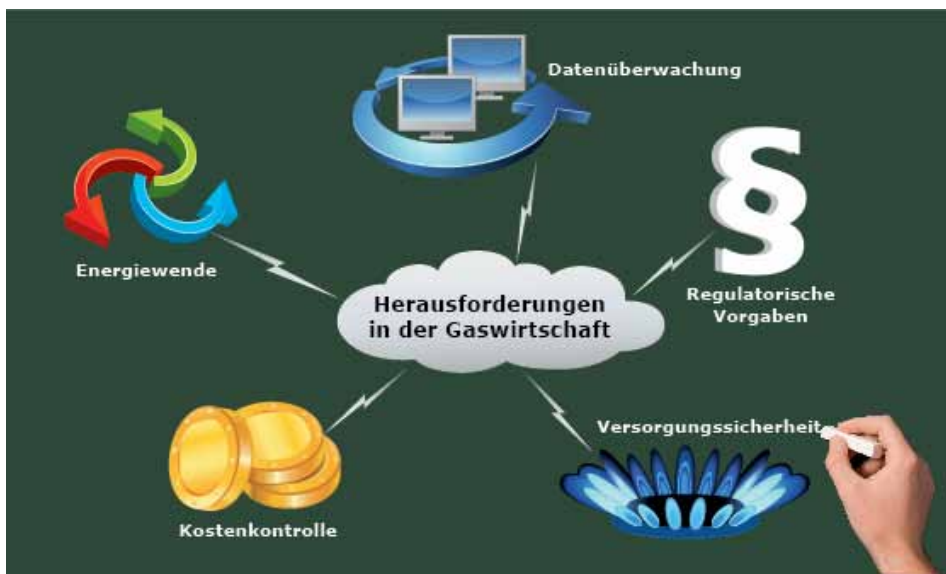 Datenüberwachung
Energiewende
Regulatorische
Vorgaben
Herausforderungen
in der Gaswirtschaft
Versorgungssicherheit
Kostenkontrolle